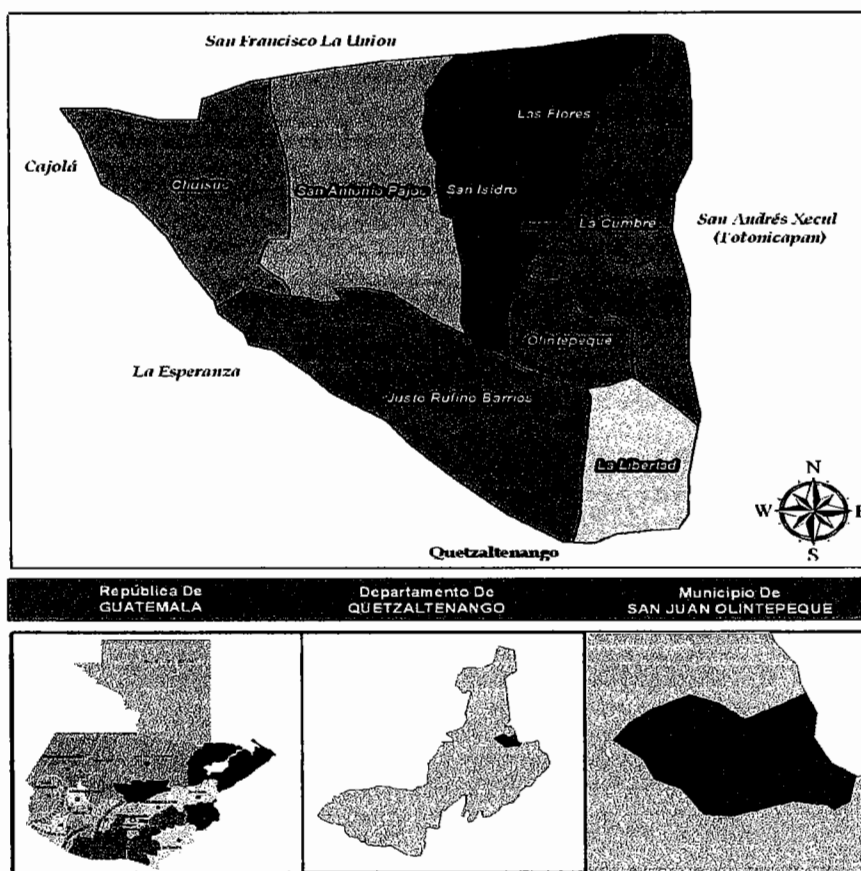 San Francisco La Union
Las Flores
Cajolá
Chuisuc
San Antonio Pajoc
San Isidro
La Cumbre
San Andrés Xecul
(Totonicapan)
Olintepeque
La Esperanza
Justo Rufino Barrios
La Libertad
N
W
E
S
Quetzaltenango
República De
GUATEMALA
Departamento De
QUETZALTENANGO
Municipio De
SAN JUAN OLINTEPEQUE